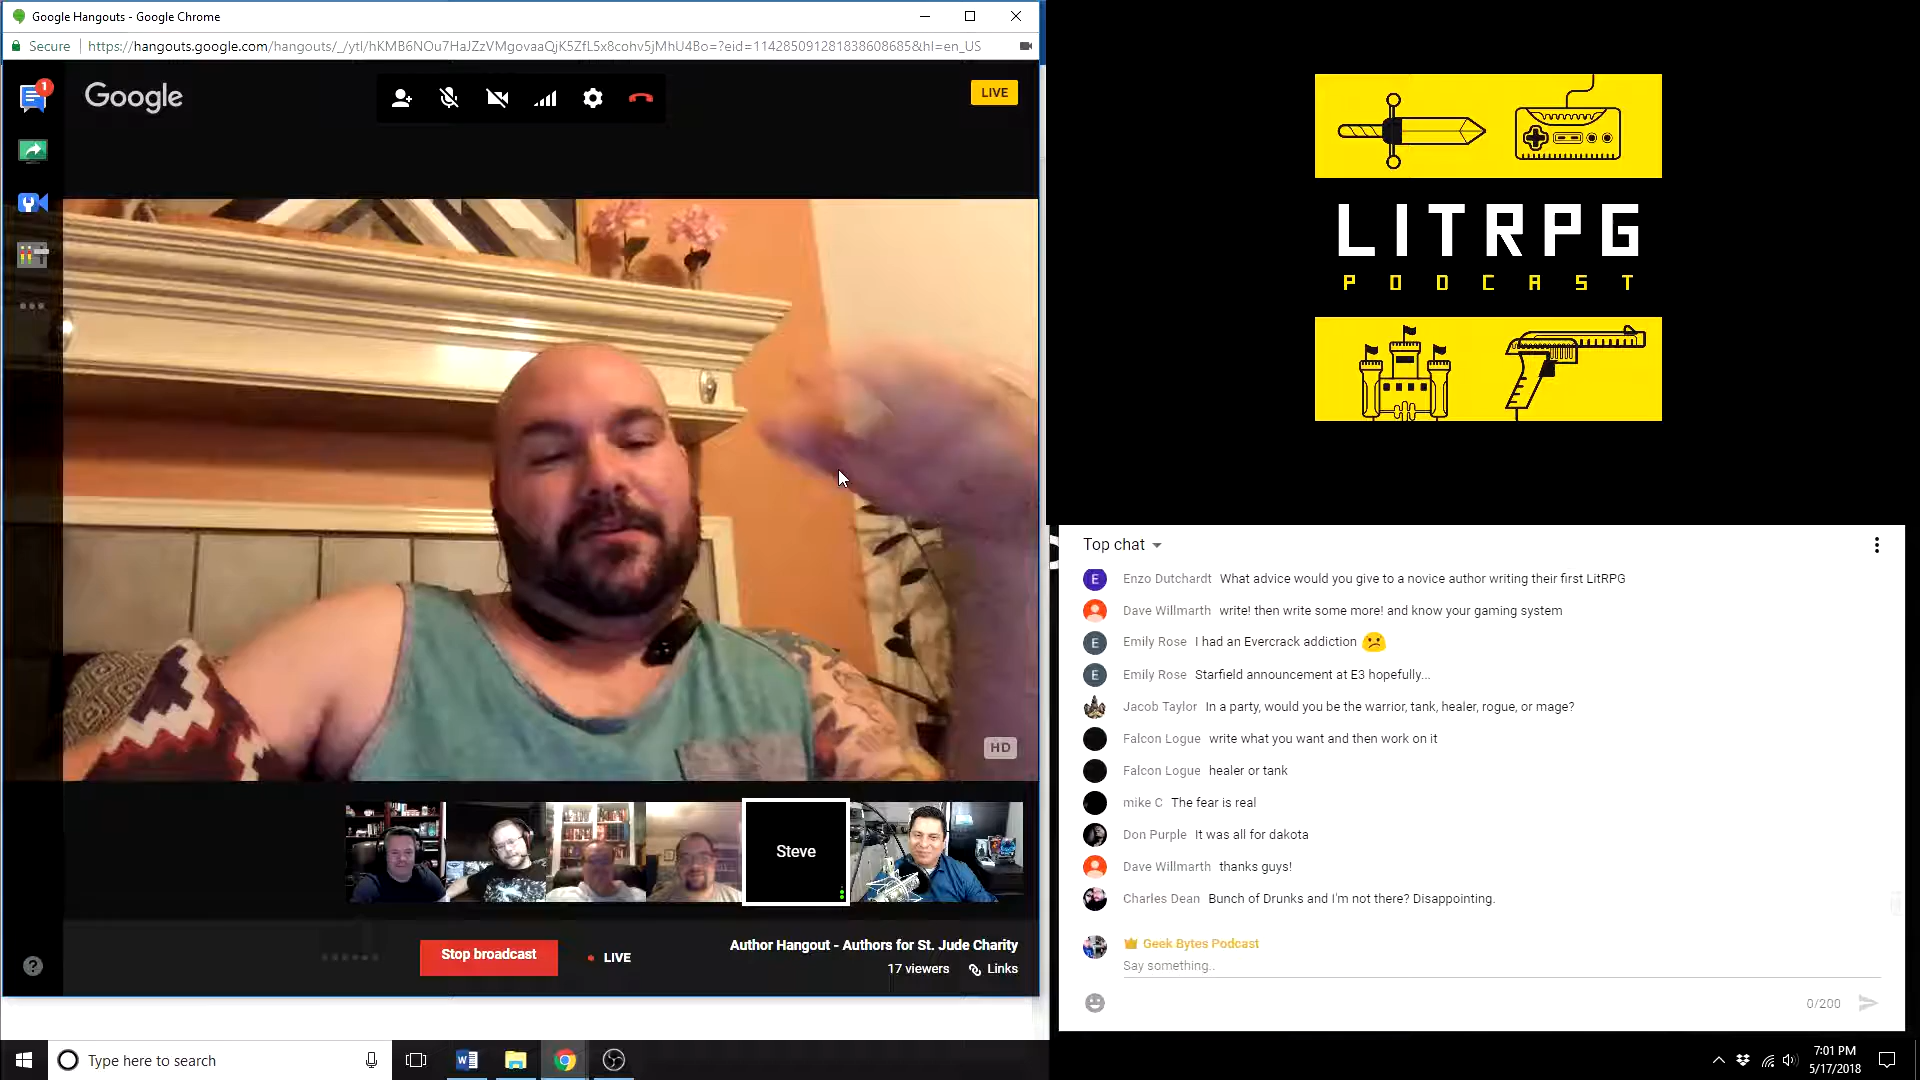 Google Hangouts - Google Chrome
Secure
https://hangouts.google.com/hangouts/_/ytl/hKMB6NOu7HaJZzVMgovaaQjK5ZfL5x8cohv5jMhU4Bo=?eid=114285091281838608685&hl=en_US
1
Google
LIVE
HD
Steve
Stop broadcast
LIVE
Author Hangout - Authors for St. Jude Charity
17 viewers
Links
LITRPG
PODCAST
Top chat
E
Enzo Dutchardt What advice would you give to a novice author writing their first LitRPG
Dave Willmarth write! then write some more! and know your gaming system
E
Emily Rose I had an Evercrack addiction
E
Emily Rose Starfield announcement at E3 hopefully...
Jacob Taylor In a party, would you be the warrior, tank, healer, rogue, or mage?
Falcon Logue write what you want and then work on it
Falcon Logue healer or tank
mike C The fear is real
Don Purple It was all for dakota
Dave Willmarth thanks guys!
Charles Dean Bunch of Drunks and I'm not there? Disappointing.
Geek Bytes Podcast
Say something..
0/200
Type here to search
7:01 PM
5/17/2018